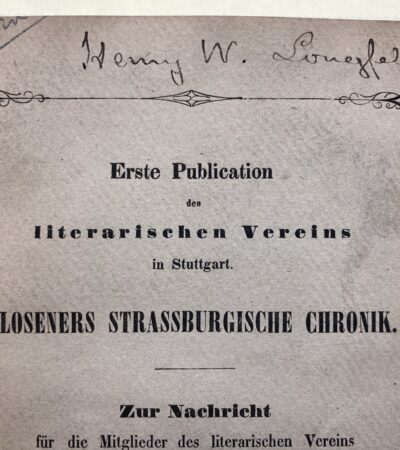 Henry W. Longfel
Erste Publication
des
literarischen Vereins
in Stuttgart.
LOSENERS STRASSBURGISCHE CHRONIK.
Zur Nachricht
für die Mitglieder des literarischen Vereins